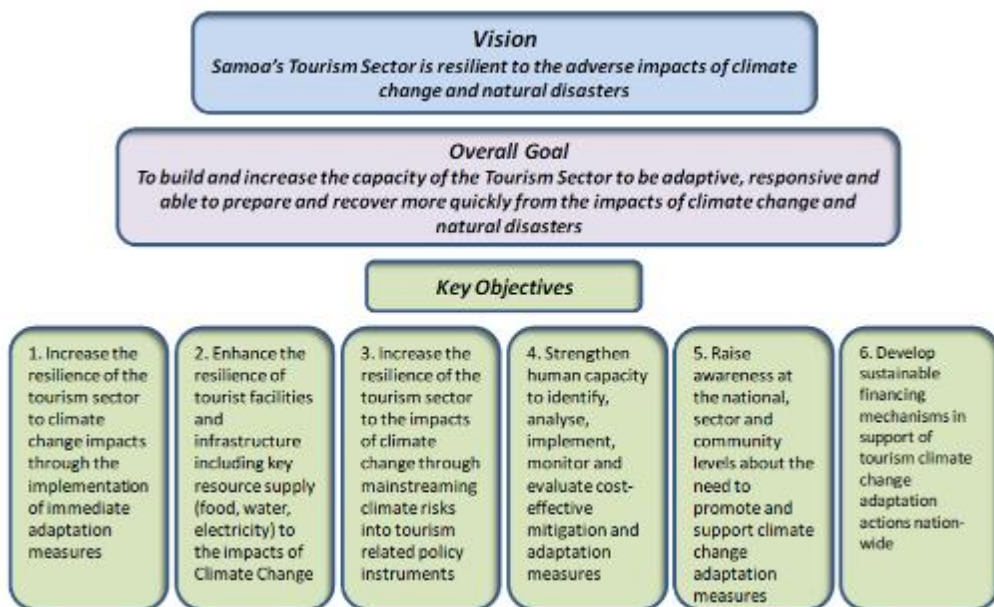 Vision
Samoa's Tourism Sector is resilient to the adverse impacts of climate
change and natural disasters
Overall Goal
To build and increase the capacity of the Tourism Sector to be adaptive, responsive and
able to prepare and recover more quickly from the impacts of climate change and
natural disasters
Key Objectives
1. Increase the
resilience of the
tourism sector
to climate
change impacts
through the
implementation
of immediate
adaptation
measures
2. Enhance the
resilience of
tourist facilities
and
infrastructure
including key
resource supply
(food, water,
electricity) to
the impacts of
Climate Change
3. Increase the
resilience of the
tourism sector
to the impacts
of climate
change through
mainstreaming
climate risks
into tourism
related policy
instruments
4. Strengthen
human capacity
to identify,
analyse,
implement,
monitor and
evaluate cost-
effective
mitigation and
adaptation
measures
5. Raise
awareness at
the national,
sector and
community
levels about the
need to
promote and
support climate
change
adaptation
measures
6. Develop
sustainable
financing
mechanisms in
support of
tourism climate
change
adaptation
actions nation-
wide